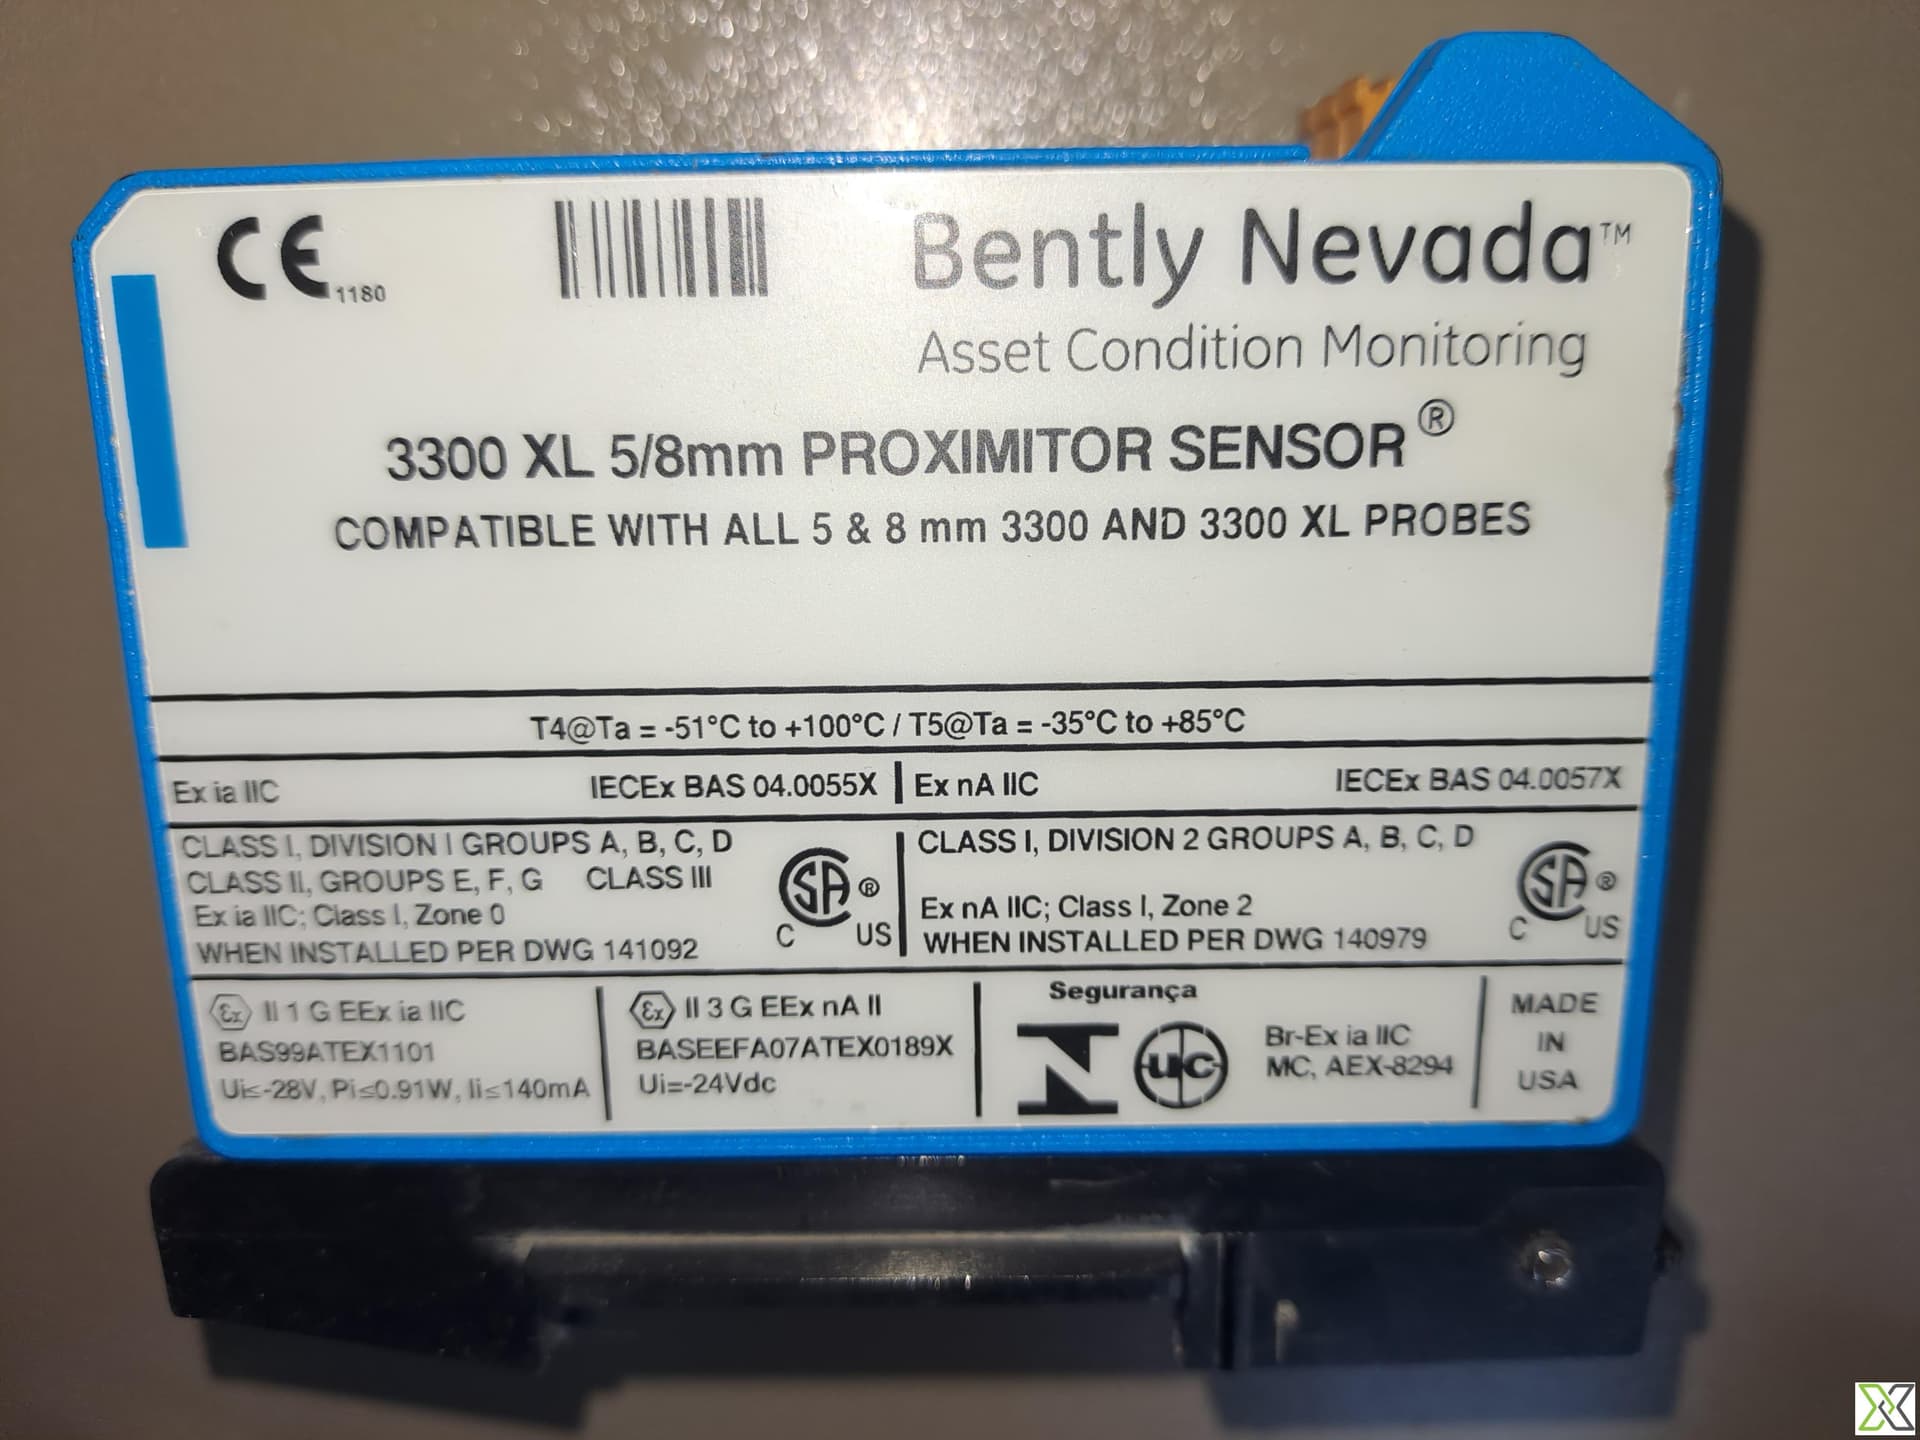 CE 1180
Bently Nevada™
Asset Condition Monitoring
3300 XL 5/8mm PROXIMITOR SENSOR®
COMPATIBLE WITH ALL 5 & 8 mm 3300 AND 3300 XL PROBES
T4@Ta = -51°C to +100°C / T5@Ta = -35°C to +85°C
Ex ia IIC IECEx BAS 04.0055X
Ex nA IIC IECEx BAS 04.0057X
CLASS I, DIVISION I GROUPS A, B, C, D
CLASS II, GROUPS E, F, G CLASS III
Ex ia IIC; Class I, Zone 0
WHEN INSTALLED PER DWG 141092
SA®
C US
CLASS I, DIVISION 2 GROUPS A, B, C, D
Ex nA IIC; Class I, Zone 2
WHEN INSTALLED PER DWG 140979
SA®
C US
Ex II 1 G EEx ia IIC
BAS99ATEX1101
Ui≤-28V, Pi≤0.91W, Ii≤140mA
Ex II 3 G EEx nA II
BASEEFA07ATEX0189X
Ui=-24Vdc
Segurança
UC
Br-Ex ia IIC
MC, AEX-8294
MADE
IN
USA